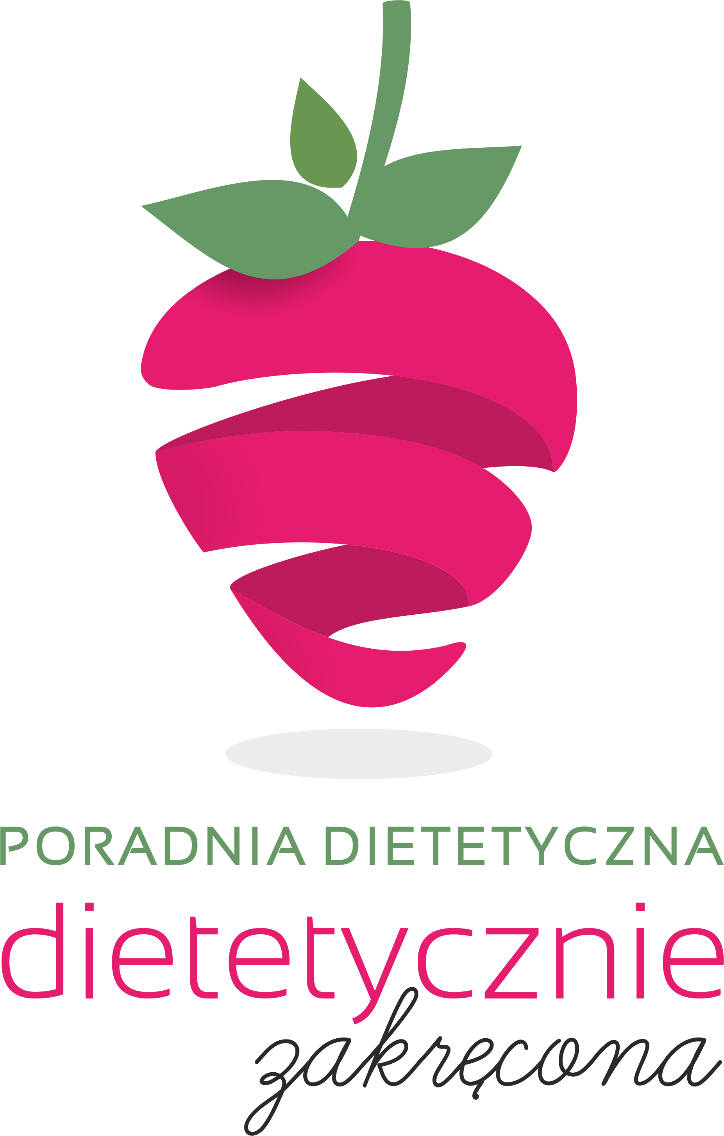 PORADNIA DIETETYCZNA
dietetycznie
zakręcona